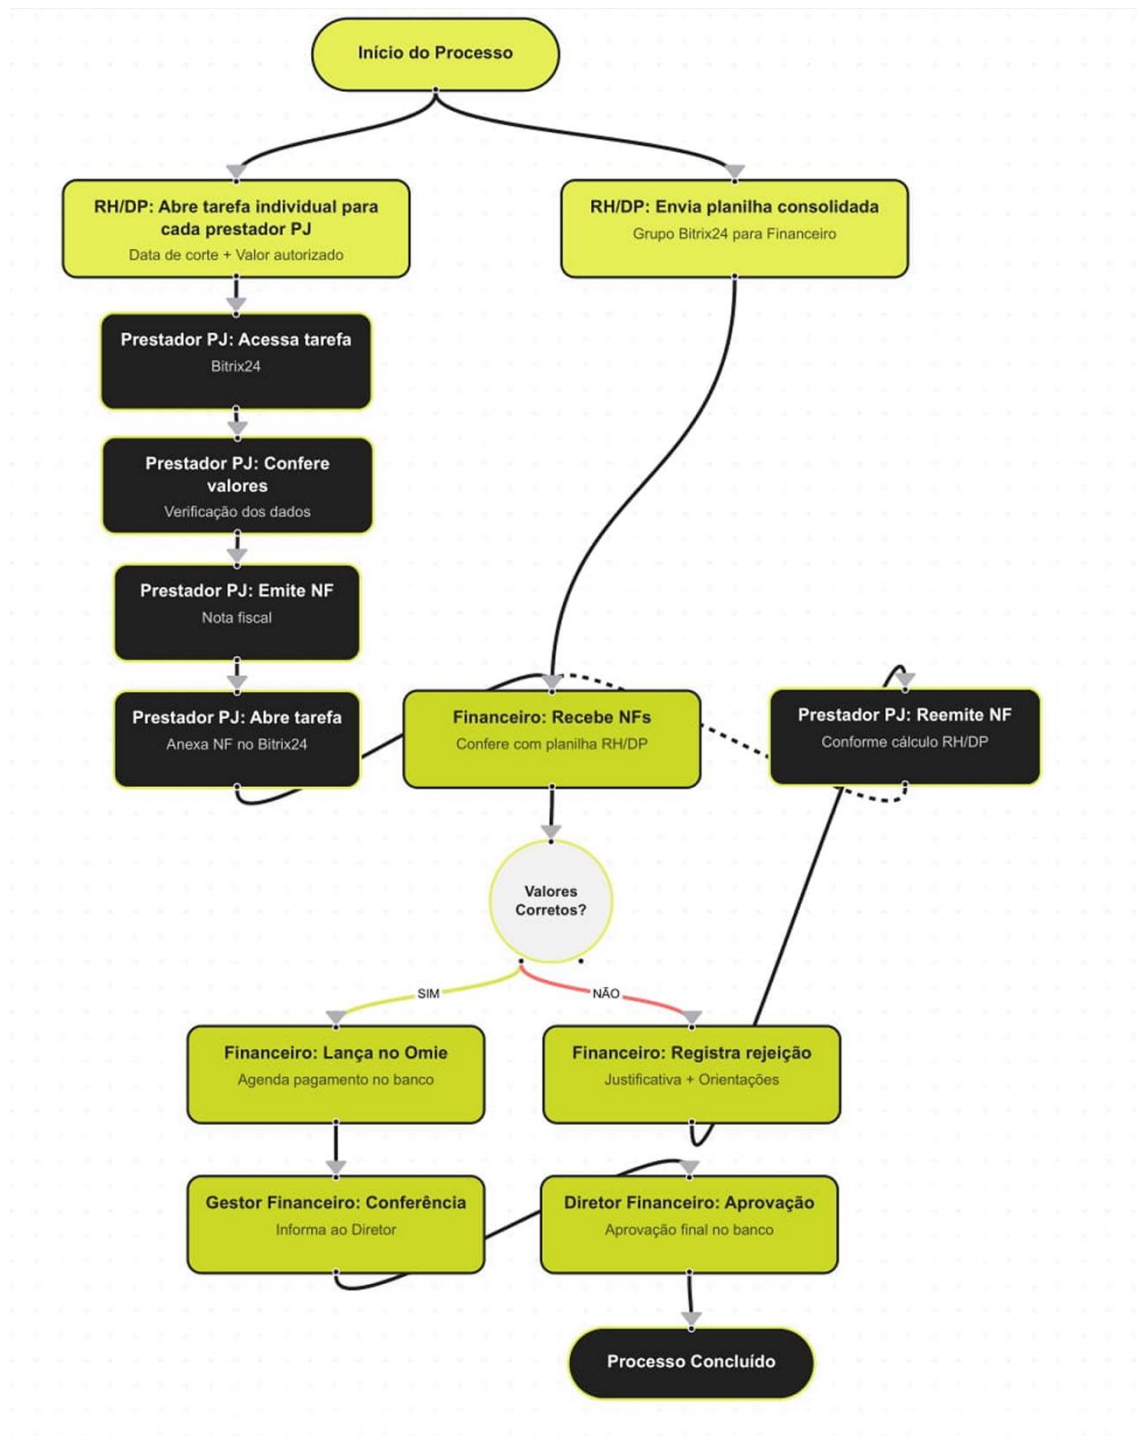 Início do Processo
RH/DP: Abre tarefa individual para
cada prestador PJ
Data de corte + Valor autorizado
RH/DP: Envia planilha consolidada
Grupo Bitrix24 para Financeiro
Prestador PJ: Acessa tarefa
Bitrix24
Prestador PJ: Confere
valores
Verificação dos dados
Prestador PJ: Emite NF
Nota fiscal
Prestador PJ: Abre tarefa
Anexa NF no Bitrix24
Financeiro: Recebe NFs
Confere com planilha RH/DP
Prestador PJ: Reemite NF
Conforme cálculo RH/DP
Valores
Corretos?
SIM
NÃO
Financeiro: Lança no Omie
Agenda pagamento no banco
Financeiro: Registra rejeição
Justificativa + Orientações
Gestor Financeiro: Conferência
Informa ao Diretor
Diretor Financeiro: Aprovação
Aprovação final no banco
Processo Concluído